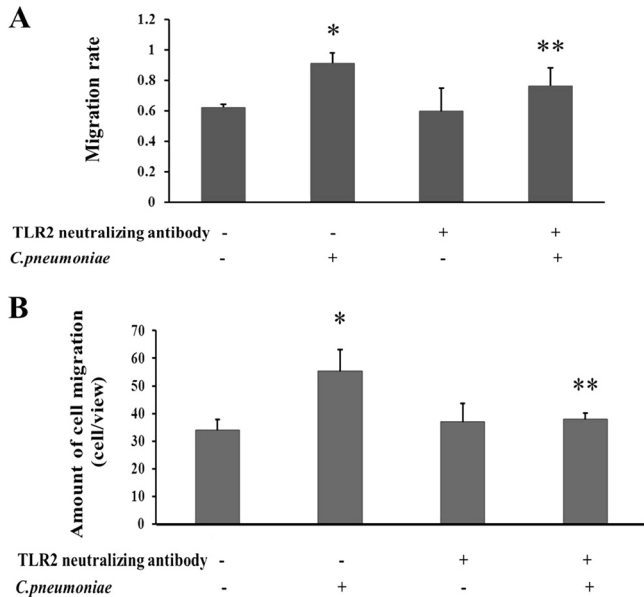 A
Migration rate
1.2
1
0.8
0.6
0.4
0.2
0
*
**
TLR2 neutralizing antibody - - + +
C.pneumoniae - + - +
B
Amount of cell migration
(cell/view)
70
60
50
40
30
20
10
0
*
**
TLR2 neutralizing antibody - - + +
C.pneumoniae - + - +